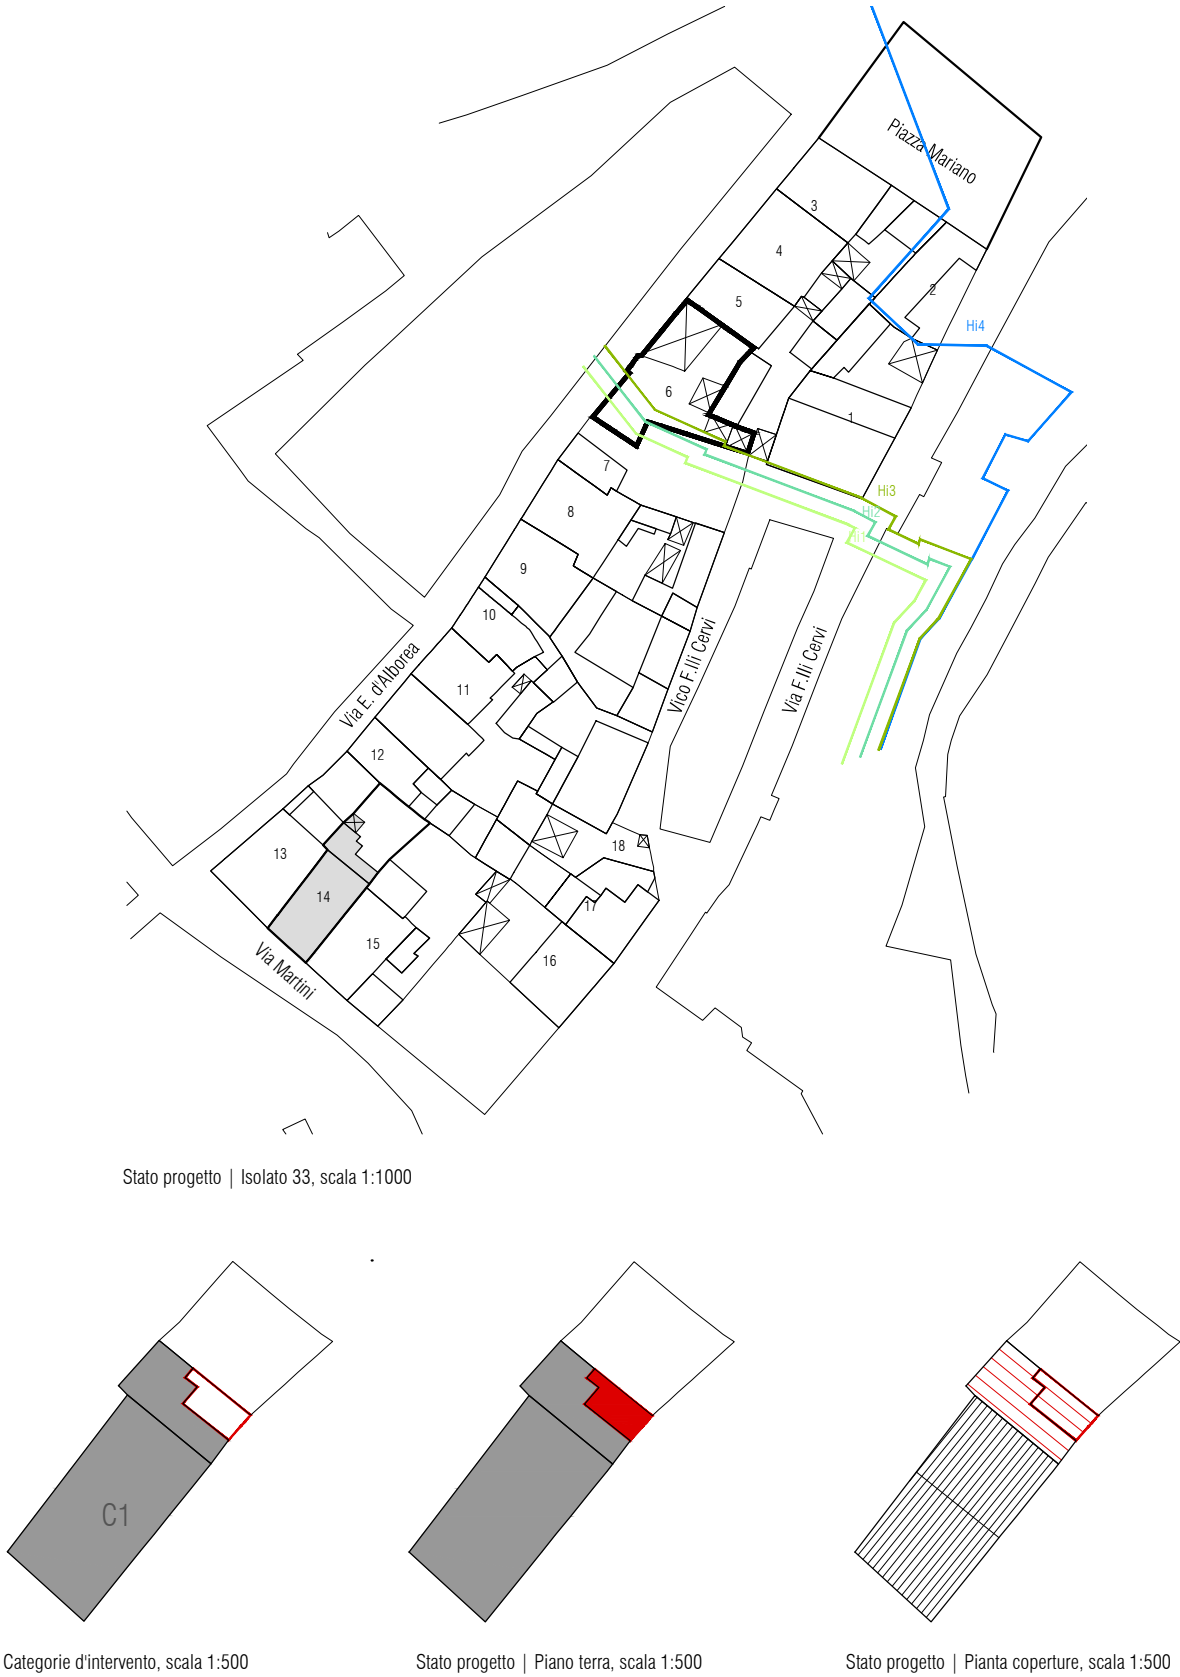 Piazza Mariano
3
4
2
5
Hi4
6
1
7
Hi3
8
Hi2
Hi1
9
10
Via E. d'Alborea
Vico F.lli Cervi
Via F.lli Cervi
11
12
13
18
14
17
15
16
Via Martini
Stato progetto | Isolato 33, scala 1:1000
C1
Categorie d'intervento, scala 1:500
Stato progetto | Piano terra, scala 1:500
Stato progetto | Pianta coperture, scala 1:500